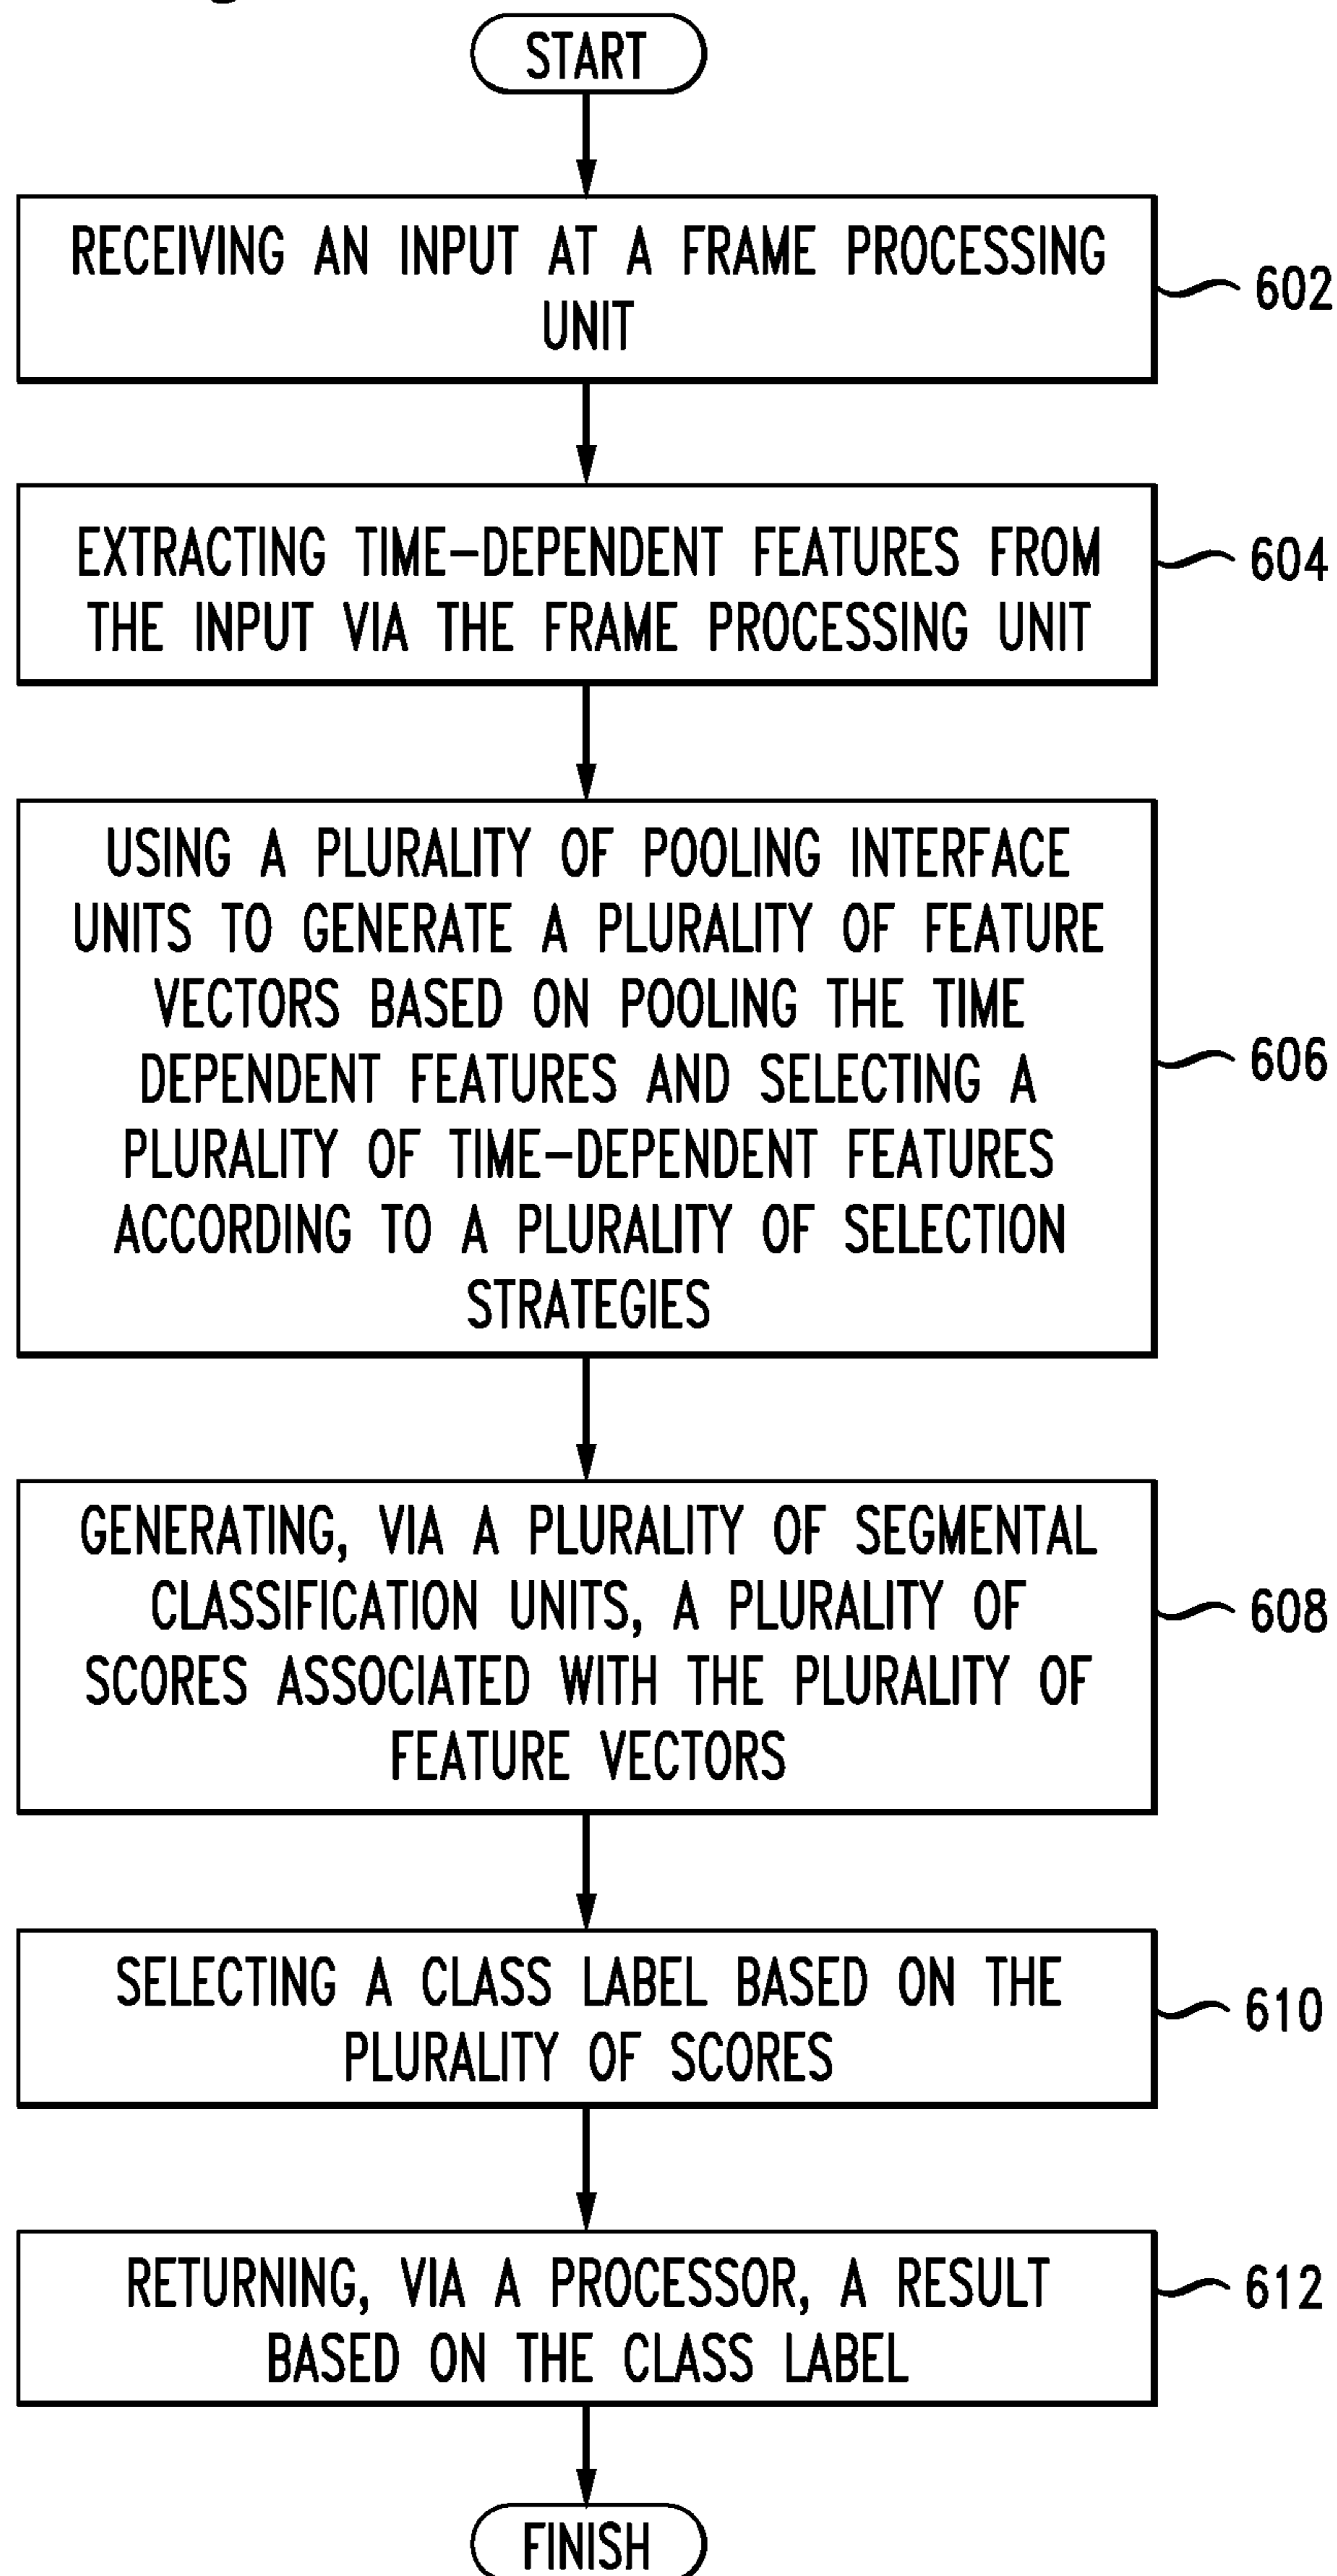 START
RECEIVING AN INPUT AT A FRAME PROCESSING
UNIT
602
EXTRACTING TIME-DEPENDENT FEATURES FROM
THE INPUT VIA THE FRAME PROCESSING UNIT
604
USING A PLURALITY OF POOLING INTERFACE
UNITS TO GENERATE A PLURALITY OF FEATURE
VECTORS BASED ON POOLING THE TIME
DEPENDENT FEATURES AND SELECTING A
PLURALITY OF TIME-DEPENDENT FEATURES
ACCORDING TO A PLURALITY OF SELECTION
STRATEGIES
606
GENERATING, VIA A PLURALITY OF SEGMENTAL
CLASSIFICATION UNITS, A PLURALITY OF
SCORES ASSOCIATED WITH THE PLURALITY OF
FEATURE VECTORS
608
SELECTING A CLASS LABEL BASED ON THE
PLURALITY OF SCORES
610
RETURNING, VIA A PROCESSOR, A RESULT
BASED ON THE CLASS LABEL
612
FINISH